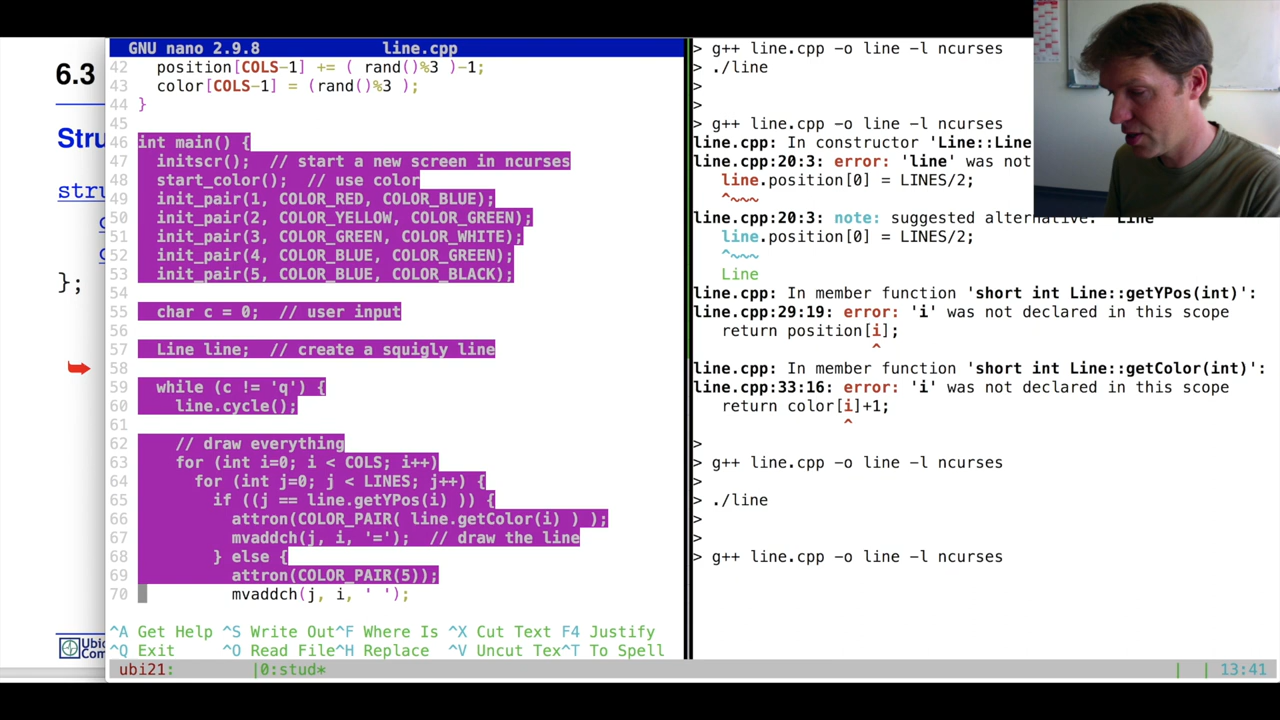 6.3
Stru
stru
c
c
};
Ubic
Com
GNU nano 2.9.8 line.cpp
42 position[COLS-1] += ( rand()%3 )-1;
43 color[COLS-1] = (rand()%3 );
44 }
45
46 int main() {
47 initscr(); // start a new screen in ncurses
48 start_color(); // use color
49 init_pair(1, COLOR_RED, COLOR_BLUE);
50 init_pair(2, COLOR_YELLOW, COLOR_GREEN);
51 init_pair(3, COLOR_GREEN, COLOR_WHITE);
52 init_pair(4, COLOR_BLUE, COLOR_GREEN);
53 init_pair(5, COLOR_BLUE, COLOR_BLACK);
54
55 char c = 0; // user input
56
57 Line line; // create a squigly line
58
59 while (c != 'q') {
60 line.cycle();
61
62 // draw everything
63 for (int i=0; i < COLS; i++)
64 for (int j=0; j < LINES; j++) {
65 if ((j == line.getYPos(i) )) {
66 attron(COLOR_PAIR( line.getColor(i) ) );
67 mvaddch(j, i, '='); // draw the line
68 } else {
69 attron(COLOR_PAIR(5));
70 mvaddch(j, i, ' ');
^A Get Help ^S Write Out^F Where Is ^X Cut Text F4 Justify
^Q Exit ^O Read File^H Replace ^V Uncut Tex^T To Spell
ubi21: |0:stud* | | 13:41
> g++ line.cpp -o line -l ncurses
> ./line
>
>
> g++ line.cpp -o line -l ncurses
line.cpp: In constructor 'Line::Line
line.cpp:20:3: error: 'line' was not
line.position[0] = LINES/2;
^~~~
line.cpp:20:3: note: suggested alternative: 'Line'
line.position[0] = LINES/2;
^~~~
Line
line.cpp: In member function 'short int Line::getYPos(int)':
line.cpp:29:19: error: 'i' was not declared in this scope
return position[i];
^
line.cpp: In member function 'short int Line::getColor(int)':
line.cpp:33:16: error: 'i' was not declared in this scope
return color[i]+1;
^
>
> g++ line.cpp -o line -l ncurses
>
> ./line
>
>
> g++ line.cpp -o line -l ncurses